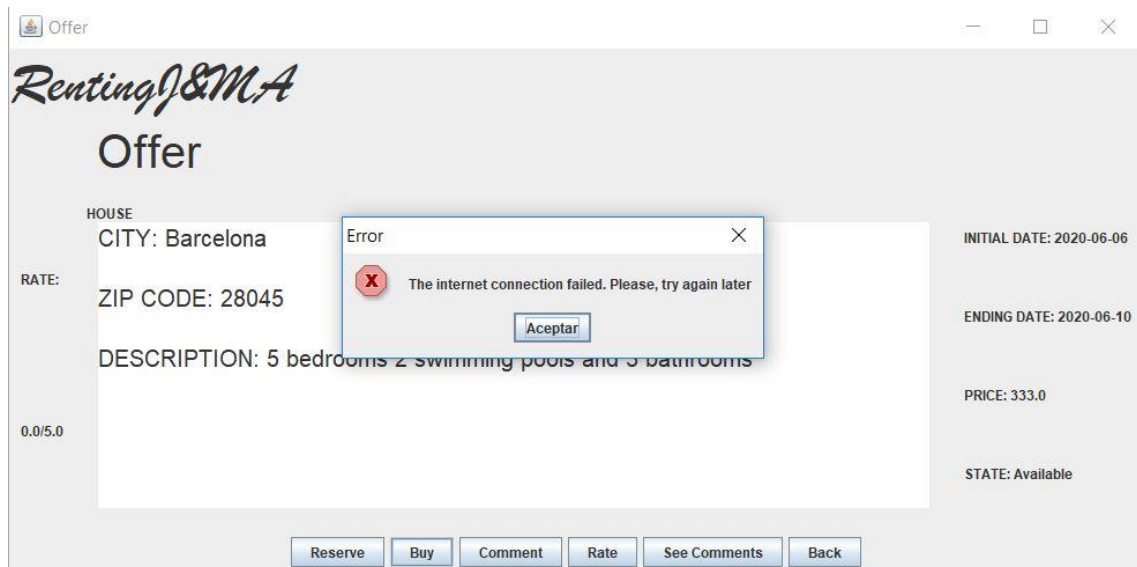 Offer
RentingJ&MA
Offer
HOUSE
CITY: Barcelona
ZIP CODE: 28045
DESCRIPTION: 5 bedrooms 2 swimming pools and bathrooms
RATE:
0.0/5.0
Error
The internet connection failed. Please, try again later
Aceptar
INITIAL DATE: 2020-06-06
ENDING DATE: 2020-06-10
PRICE: 333.0
STATE: Available
Reserve Buy Comment Rate See Comments Back